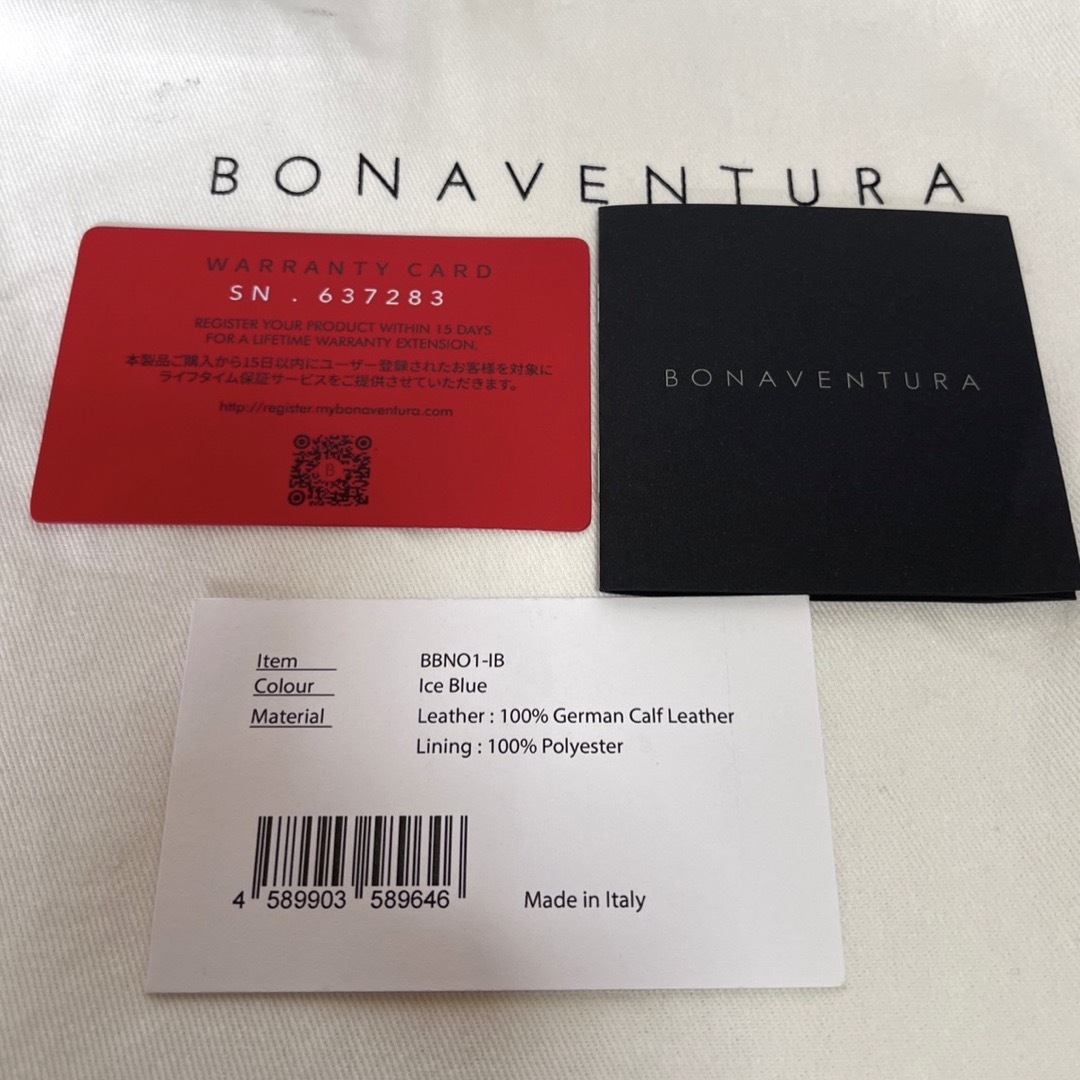 BONAVENTURA
WARRANTY CARD
SN . 637283
REGISTER YOUR PRODUCT WITHIN 15 DAYS
FOR A LIFETIME WARRANTY EXTENSION.
本製品ご購入から15日以内にユーザー登録されたお客様を対象に
ライフタイム保証サービスをご提供させていただきます。
http://register.mybonaventura.com
B
BONAVENTURA
Item BBNO1-IB
Colour Ice Blue
Material Leather : 100% German Calf Leather
Lining : 100% Polyester
4 589903 589646
Made in Italy